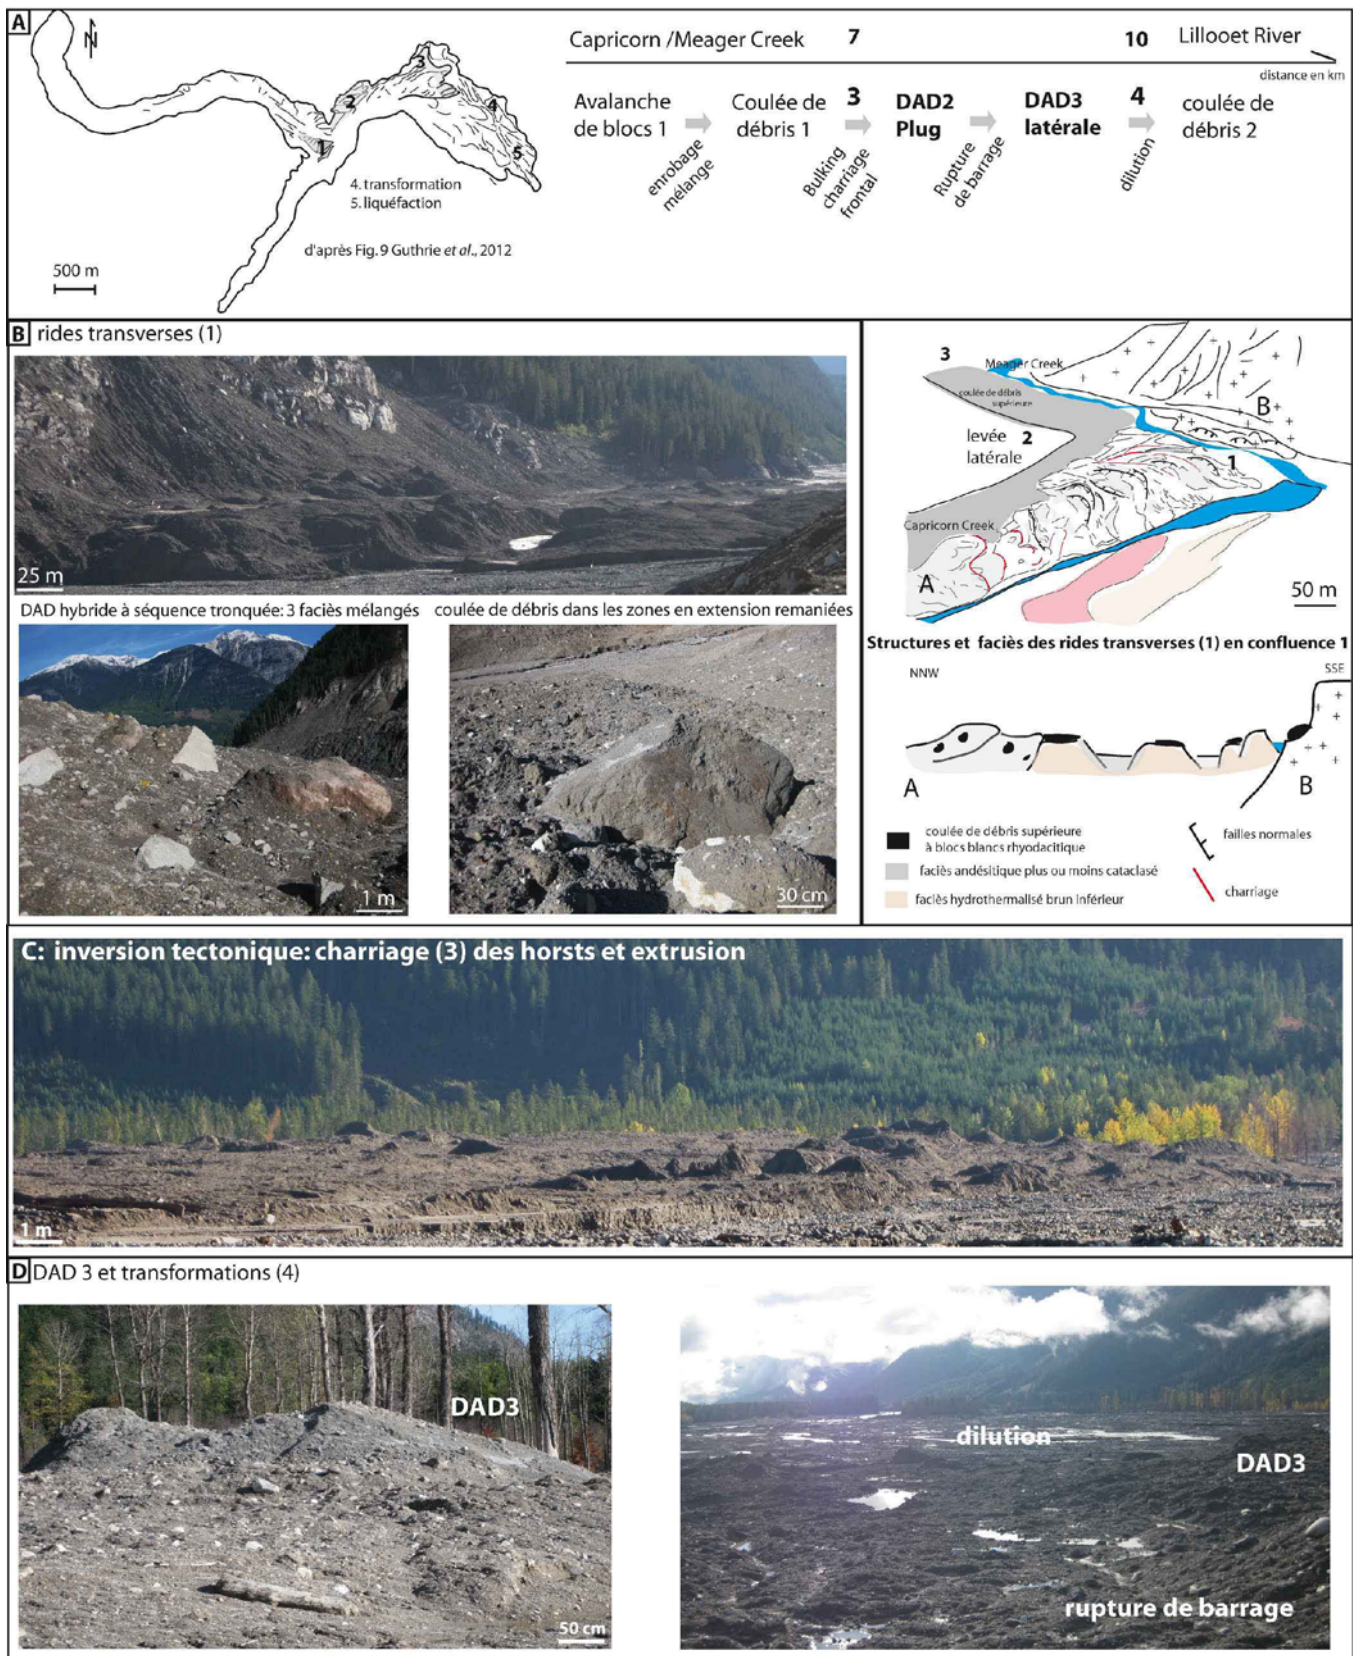 A
N
1
2
3
4
5
4. transformation
5. liquéfaction
d'après Fig. 9 Guthrie et al., 2012
500 m
Capricorn /Meager Creek 7 10 Lillooet River
distance en km
Avalanche
de blocs 1
enrobage
mélange
Coulée de
débris 1
3
Bulking
charriage
frontal
DAD2
Plug
Rupture
de barrage
DAD3
latérale
4
dilution
coulée de
débris 2
B rides transverses (1)
25 m
DAD hybride à séquence tronquée: 3 faciès mélangés
coulée de débris dans les zones en extension remaniées
1 m
30 cm
3
Meager Creek
coulée de débris
supérieure
B
levée 2
latérale
1
Capricorn Creek
A
50 m
Structures et faciès des rides transverses (1) en confluence 1
NNW
SSE
A
B
coulée de débris supérieure
à blocs blancs rhyodacitique
failles normales
faciès andésitique plus ou moins cataclasé
charriage
faciès hydrothermalisé brun inférieur
C: inversion tectonique: charriage (3) des horsts et extrusion
1 m
D DAD 3 et transformations (4)
DAD3
50 cm
dilution
DAD3
rupture de barrage